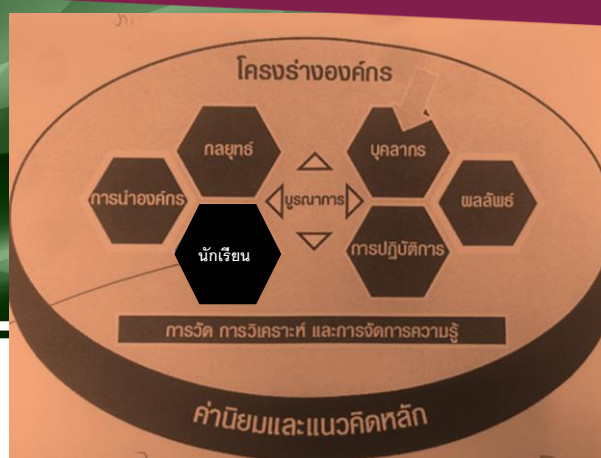 โครงร่างองค์กร
กลยุทธ์
บุคลากร
การนำองค์กร
บูรณาการ
ผลลัพธ์
นักเรียน
การปฏิบัติการ
การวัด การวิเคราะห์ และการจัดการความรู้
ค่านิยมและแนวคิดหลัก